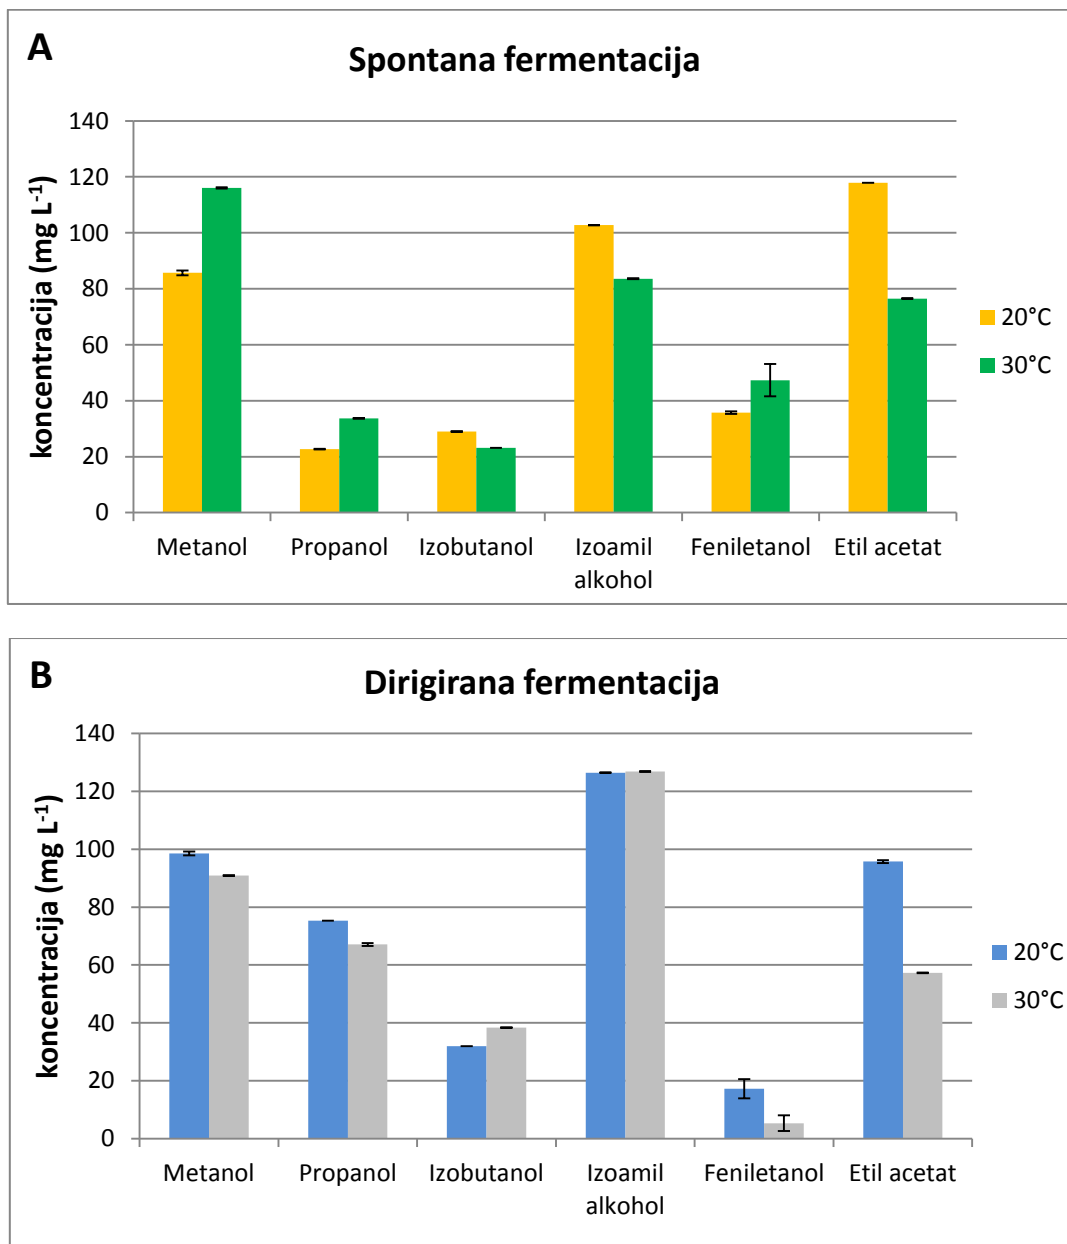 A
Spontana fermentacija
140
120
100
80
60
40
20
0
koncentracija (mg L⁻¹)
Metanol
Propanol
Izobutanol
Izoamil
alkohol
Feniletanol
Etil acetat
20°C
30°C
B
Dirigirana fermentacija
140
120
100
80
60
40
20
0
koncentracija (mg L⁻¹)
Metanol
Propanol
Izobutanol
Izoamil
alkohol
Feniletanol
Etil acetat
20°C
30°C